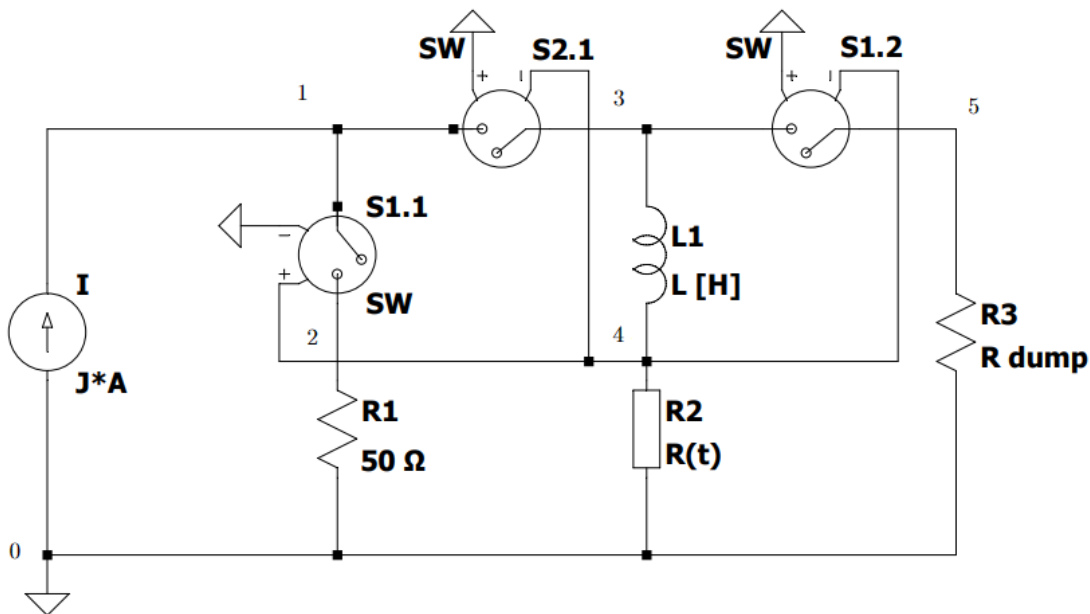 SW
S2.1
SW
S1.2
+
−
+
−
1
3
5
S1.1
−
+
SW
I
J*A
2
L1
L [H]
4
R3
R dump
R1
50 Ω
R2
R(t)
0